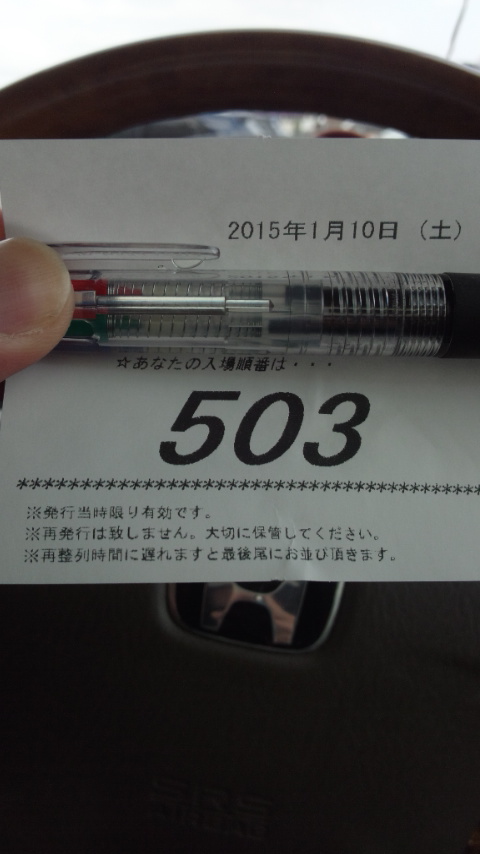 2015年1月10日 (土)
☆あなたの入場順番は・・・
503
****************************************
※発行当時限り有効です。
※再発行は致しません。大切に保管してください。
※再整列時間に遅れますと最後尾にお並び頂きます。
SRS
AIRBAG